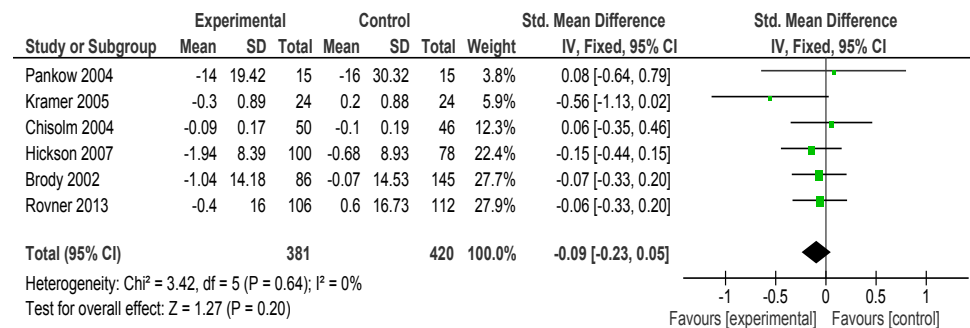 Experimental Control Std. Mean Difference Std. Mean Difference
Study or Subgroup Mean SD Total Mean SD Total Weight IV, Fixed, 95% CI IV, Fixed, 95% CI
Pankow 2004 -14 19.42 15 -16 30.32 15 3.8% 0.08 [-0.64, 0.79]
Kramer 2005 -0.3 0.89 24 0.2 0.88 24 5.9% -0.56 [-1.13, 0.02]
Chisolm 2004 -0.09 0.17 50 -0.1 0.19 46 12.3% 0.06 [-0.35, 0.46]
Hickson 2007 -1.94 8.39 100 -0.68 8.93 78 22.4% -0.15 [-0.44, 0.15]
Brody 2002 -1.04 14.18 86 -0.07 14.53 145 27.7% -0.07 [-0.33, 0.20]
Rovner 2013 -0.4 16 106 0.6 16.73 112 27.9% -0.06 [-0.33, 0.20]
Total (95% CI) 381 420 100.0% -0.09 [-0.23, 0.05]
Heterogeneity: Chi² = 3.42, df = 5 (P = 0.64); I² = 0%
Test for overall effect: Z = 1.27 (P = 0.20)
-1 -0.5 0 0.5 1
Favours [experimental] Favours [control]